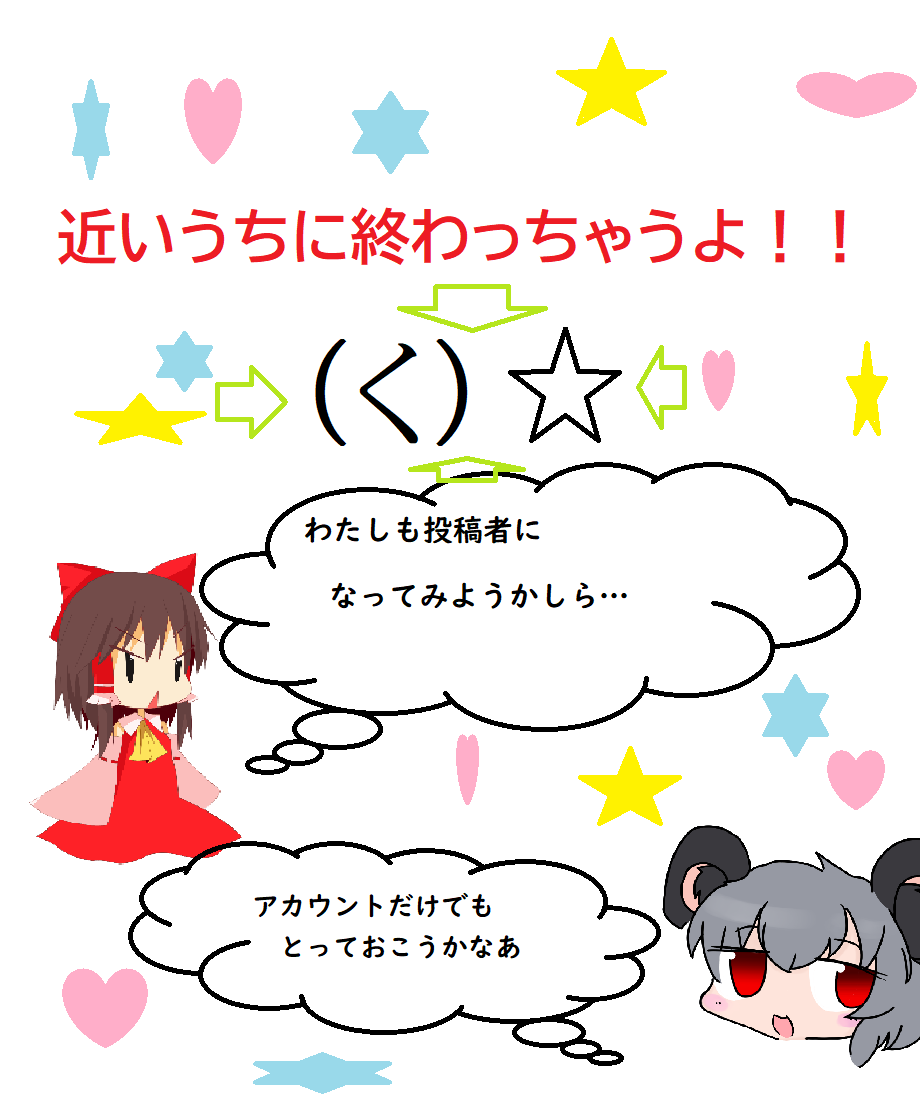 近いうちに終わっちゃうよ！！
(く)☆
わたしも投稿者に
なってみようかしら…
アカウントだけでも
とっておこうかなあ